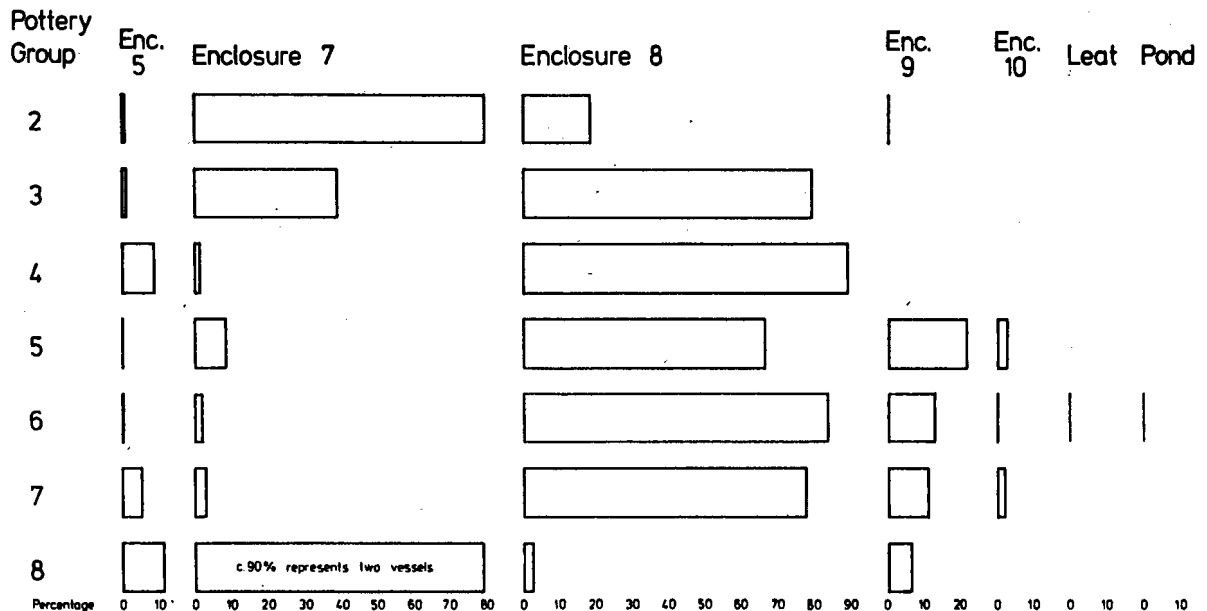 Pottery Group
Enc. 5
Enclosure 7
Enclosure 8
Enc. 9
Enc. 10
Leat
Pond
2
3
4
5
6
7
8
c.90% represents two vessels
Percentage 0 10 0 10 20 30 40 50 60 70 80 0 10 20 30 40 50 60 70 80 90 0 10 20 0 10 0 10 0 10